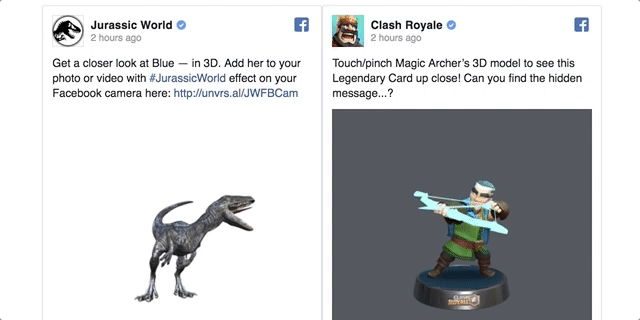 Jurassic World
2 hours ago
Get a closer look at Blue — in 3D. Add her to your
photo or video with #JurassicWorld effect on your
Facebook camera here: http://unvrs.al/JWFBCam
Clash Royale
2 hours ago
Touch/pinch Magic Archer’s 3D model to see this
Legendary Card up close! Can you find the hidden
message...?